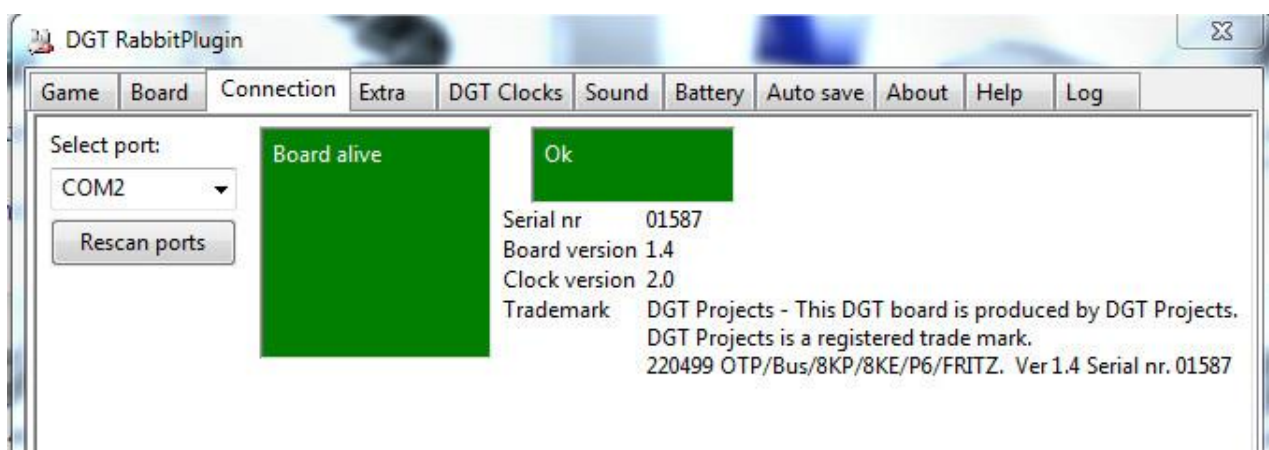 DGT RabbitPlugin
Game Board Connection Extra DGT Clocks Sound Battery Auto save About Help Log
Select port:
COM2
Rescan ports
Board alive
Ok
Serial nr 01587
Board version 1.4
Clock version 2.0
Trademark DGT Projects - This DGT board is produced by DGT Projects.
DGT Projects is a registered trade mark.
220499 OTP/Bus/8KP/8KE/P6/FRITZ. Ver 1.4 Serial nr. 01587